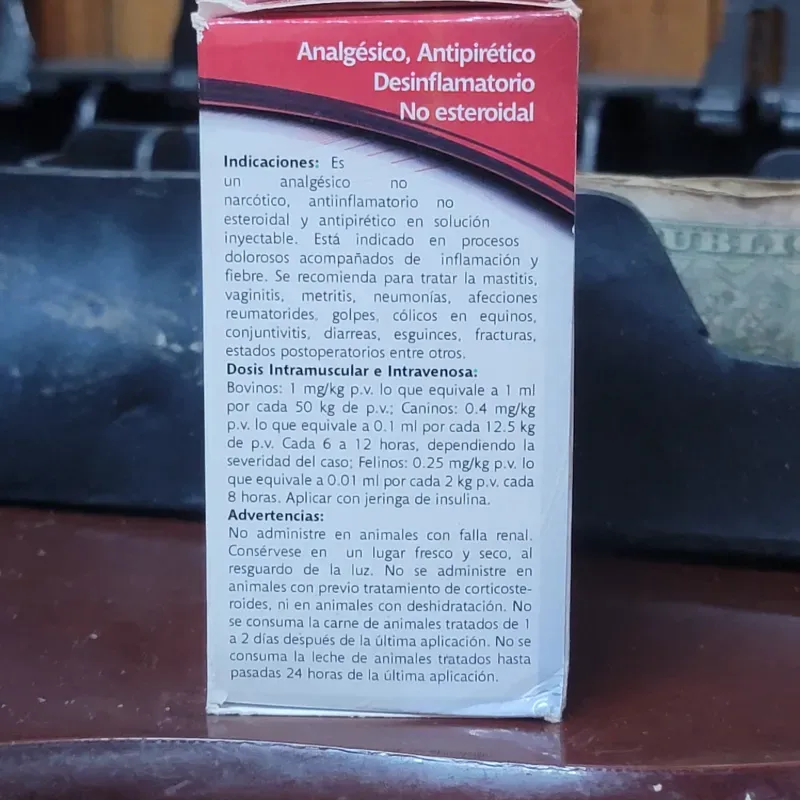 Analgésico, Antipirético
Desinflamatorio
No esteroidal
Indicaciones: Es
un analgésico no
narcótico, antiinflamatorio no
esteroidal y antipirético en solución
inyectable. Está indicado en procesos
dolorosos acompañados de inflamación y
fiebre. Se recomienda para tratar la mastitis,
vaginitis, metritis, neumonías, afecciones
reumatorides, golpes, cólicos en equinos,
conjuntivitis, diarreas, esguinces, fracturas,
estados postoperatorios entre otros.
Dosis Intramuscular e Intravenosa:
Bovinos: 1 mg/kg p.v. lo que equivale a 1 ml
por cada 50 kg de p.v.; Caninos: 0.4 mg/kg
p.v. lo que equivale a 0.1 ml por cada 12.5 kg
de p.v. Cada 6 a 12 horas, dependiendo la
severidad del caso; Felinos: 0.25 mg/kg p.v. lo
que equivale a 0.01 ml por cada 2 kg p.v. cada
8 horas. Aplicar con jeringa de insulina.
Advertencias:
No administre en animales con falla renal.
Consérvese en un lugar fresco y seco, al
resguardo de la luz. No se administre en
animales con previo tratamiento de corticoste-
roides, ni en animales con deshidratación. No
se consuma la carne de animales tratados de 1
a 2 días después de la última aplicación. No se
consuma la leche de animales tratados hasta
pasadas 24 horas de la última aplicación.